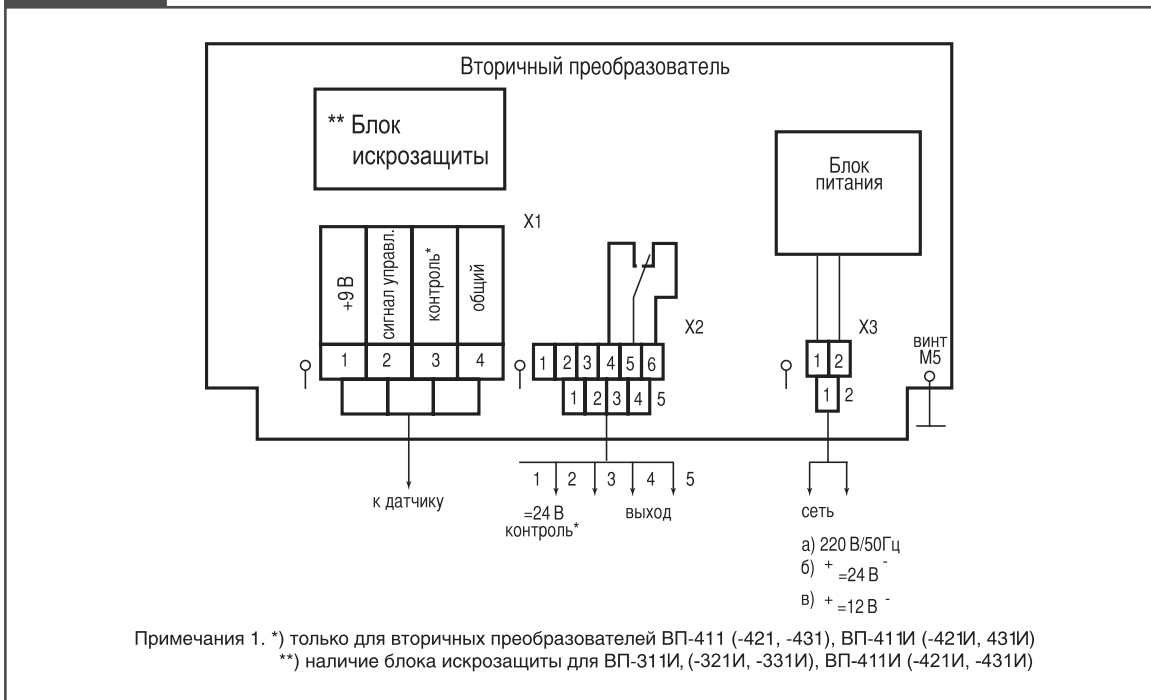 Вторичный преобразователь
** Блок
искрозащиты
Блок
питания
X1
+9 В
сигнал управл.
контроль*
общий
1 2 3 4
X2
1 2 3 4 5 6
1 2 3 4 5
X3
1 2
1 2
винт
М5
к датчику
1 2 3 4 5
=24 В
контроль*
выход
сеть
а) 220 В/50Гц
б) + =24 В -
в) + =12 В -
Примечания 1. *) только для вторичных преобразователей ВП-411 (-421, -431), ВП-411И (-421И, 431И)
**) наличие блока искрозащиты для ВП-311И, (-321И, -331И), ВП-411И (-421И, -431И)